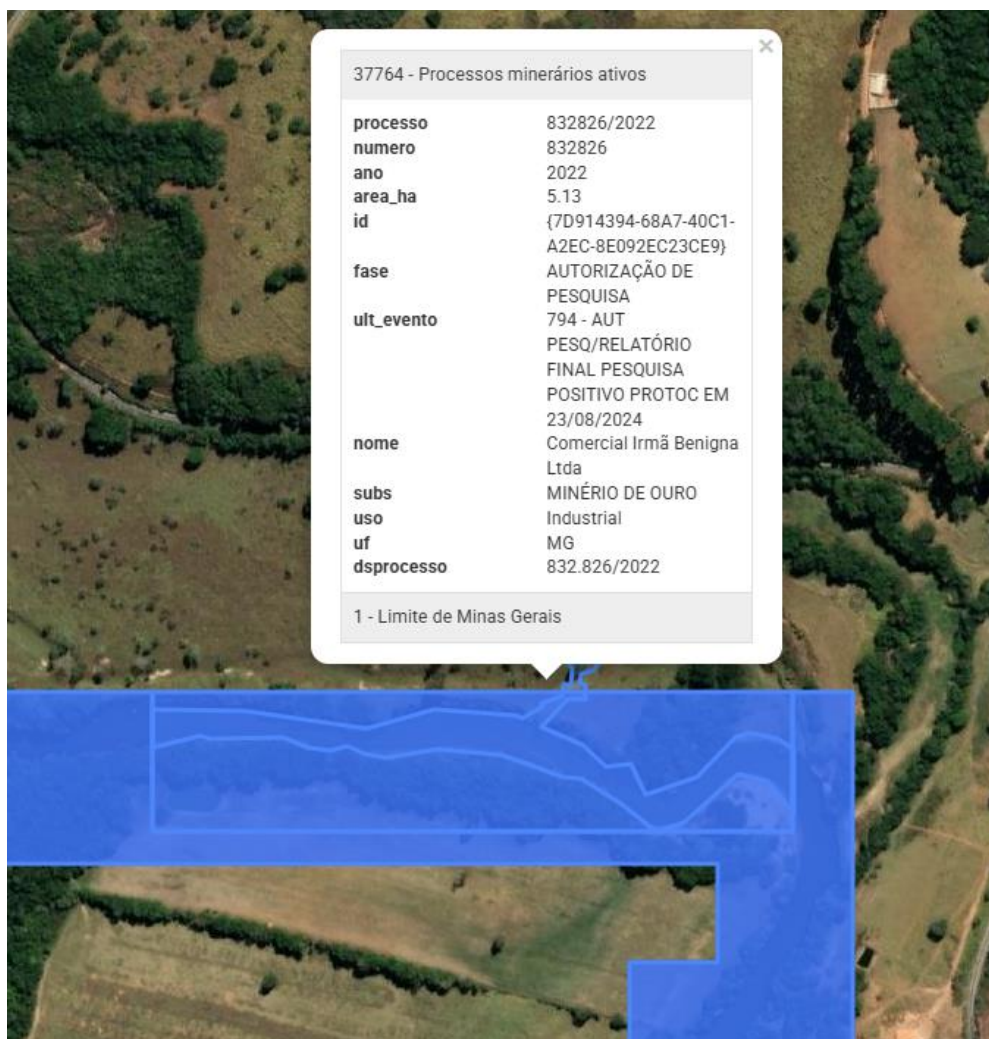 ×
37764 - Processos minerários ativos
processo 832826/2022
numero 832826
ano 2022
area_ha 5.13
id {7D914394-68A7-40C1-
A2EC-8E092EC23CE9}
fase AUTORIZAÇÃO DE
PESQUISA
ult_evento 794 - AUT
PESQ/RELATÓRIO
FINAL PESQUISA
POSITIVO PROTOC EM
23/08/2024
nome Comercial Irmã Benigna
Ltda
subs MINÉRIO DE OURO
uso Industrial
uf MG
dsprocesso 832.826/2022
1 - Limite de Minas Gerais